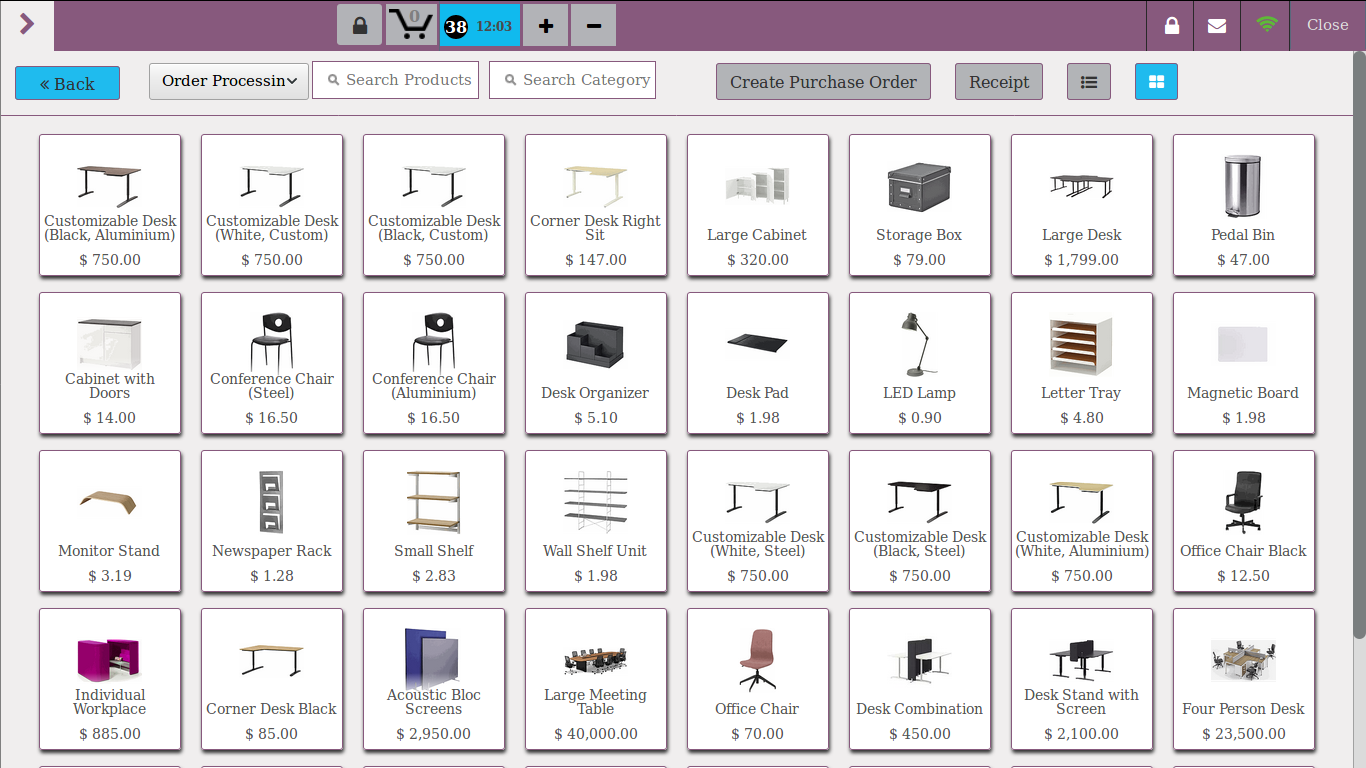 0
38 12:03
Close
Back
Order Processin
Search Products
Search Category
Create Purchase Order
Receipt
Customizable Desk
(Black, Aluminium)
$ 750.00
Customizable Desk
(White, Custom)
$ 750.00
Customizable Desk
(Black, Custom)
$ 750.00
Corner Desk Right
Sit
$ 147.00
Large Cabinet
$ 320.00
Storage Box
$ 79.00
Large Desk
$ 1,799.00
Pedal Bin
$ 47.00
Cabinet with
Doors
$ 14.00
Conference Chair
(Steel)
$ 16.50
Conference Chair
(Aluminium)
$ 16.50
Desk Organizer
$ 5.10
Desk Pad
$ 1.98
LED Lamp
$ 0.90
Letter Tray
$ 4.80
Magnetic Board
$ 1.98
Monitor Stand
$ 3.19
Newspaper Rack
$ 1.28
Small Shelf
$ 2.83
Wall Shelf Unit
$ 1.98
Customizable Desk
(White, Steel)
$ 750.00
Customizable Desk
(Black, Steel)
$ 750.00
Customizable Desk
(White, Aluminium)
$ 750.00
Office Chair Black
$ 12.50
Individual
Workplace
$ 885.00
Corner Desk Black
$ 85.00
Acoustic Bloc
Screens
$ 2,950.00
Large Meeting
Table
$ 40,000.00
Office Chair
$ 70.00
Desk Combination
$ 450.00
Desk Stand with
Screen
$ 2,100.00
Four Person Desk
$ 23,500.00